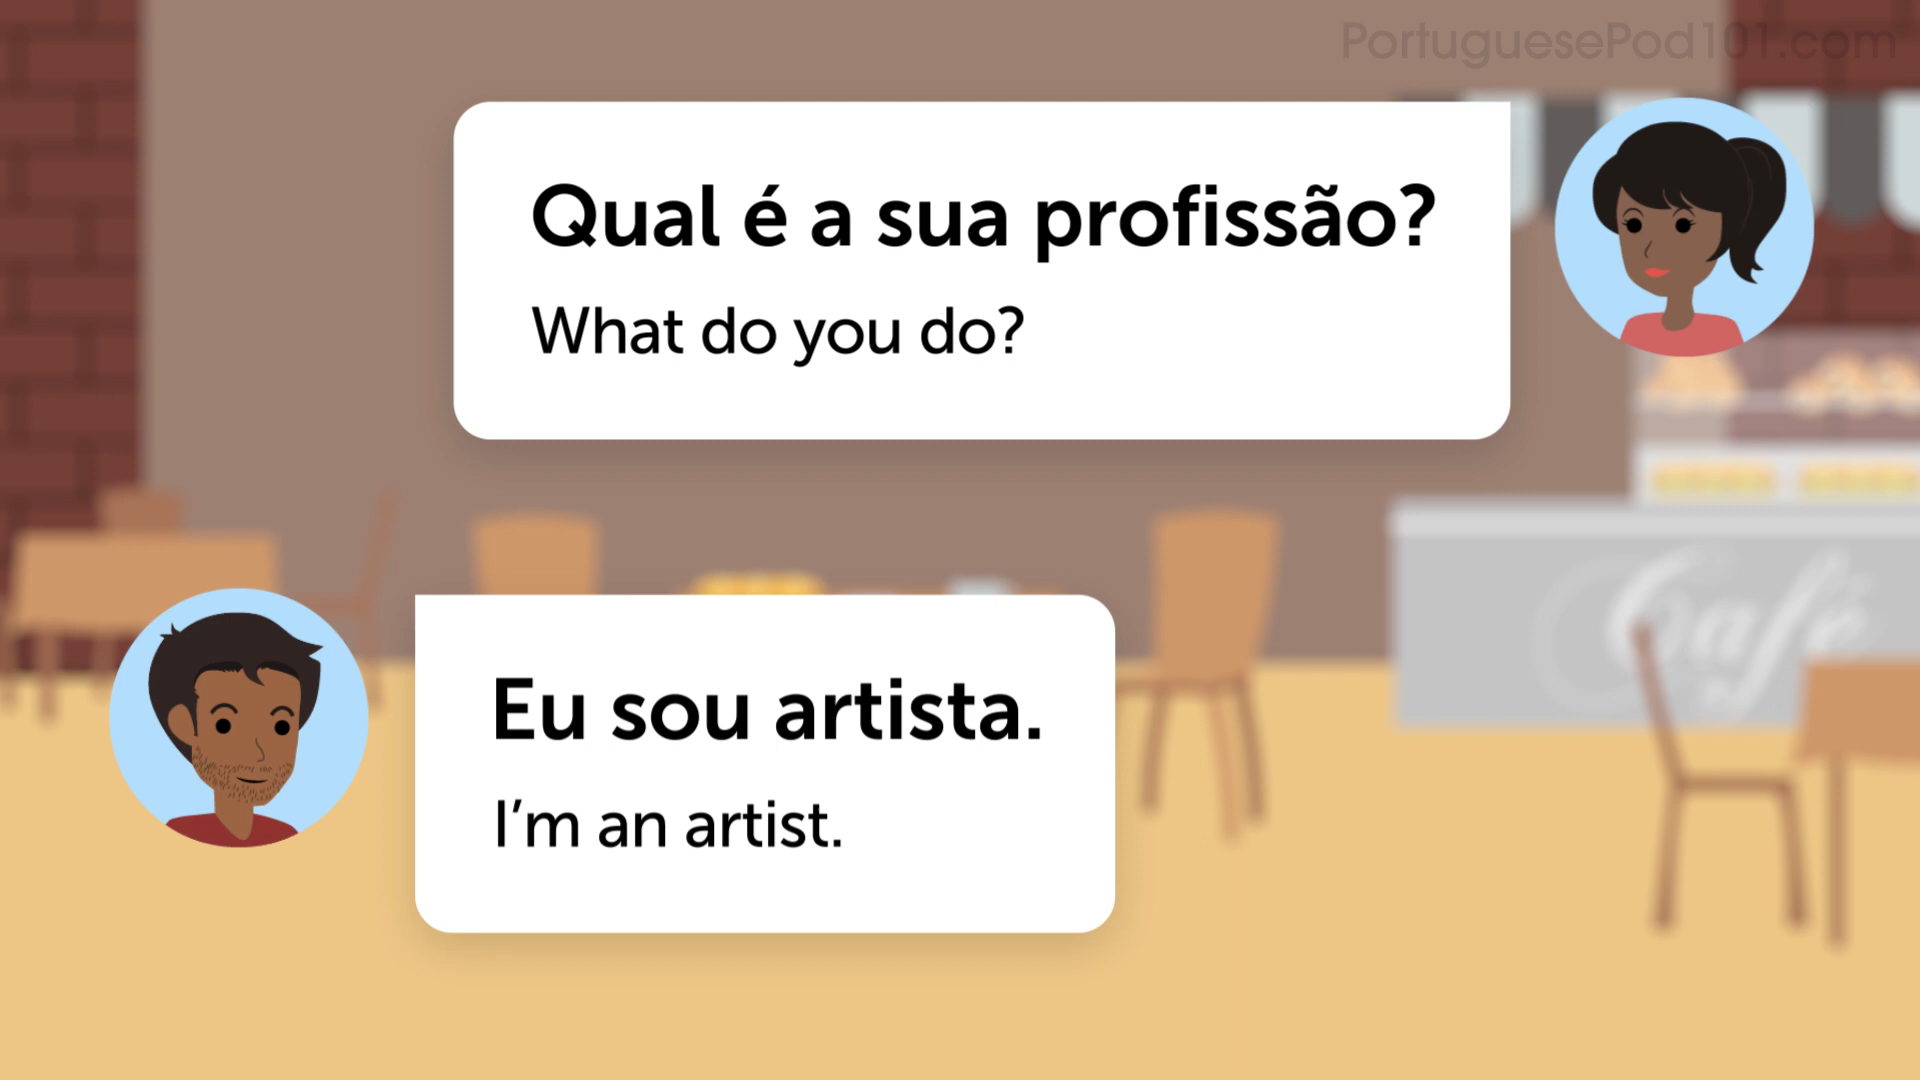 PortuguesePod101.com
Qual é a sua profissão?
What do you do?
Café
Eu sou artista.
I’m an artist.